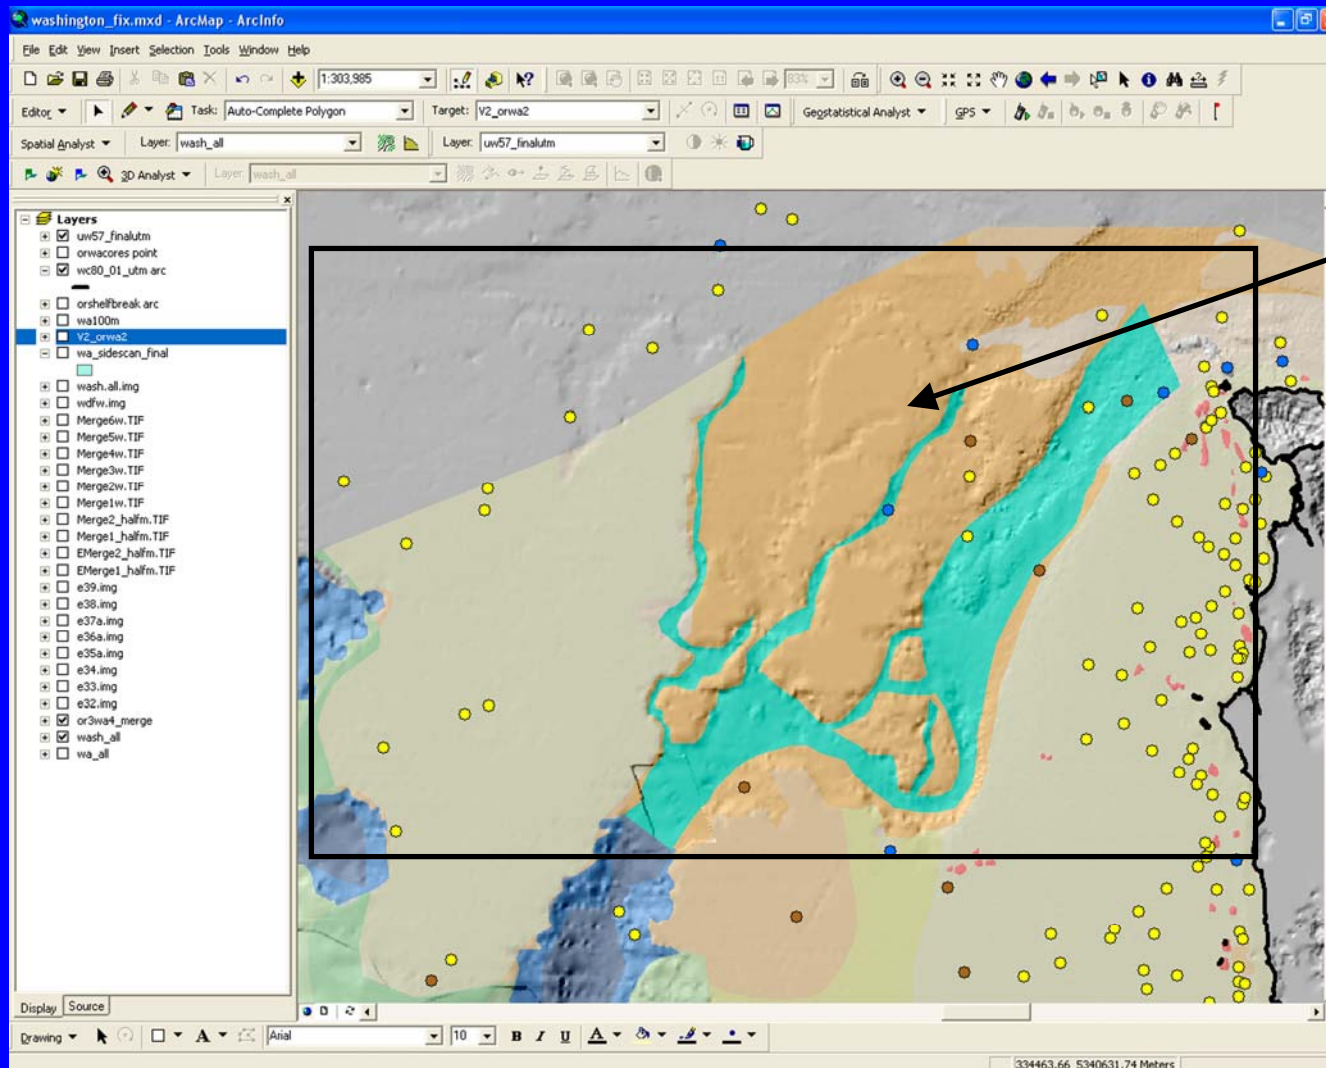 washington_fix.mxd - ArcMap - ArcInfo
File Edit View Insert Selection Tools Window Help
1:303,985
83%
Editor Task: Auto-Complete Polygon Target: V2_orwa2 Geostatistical Analyst GPS
Spatial Analyst Layer: wash_all Layer: uw57_finalutm
3D Analyst Layer: wash_all
Layers
uw57_finalutm
orwacores point
wc80_01_utm arc
orshelfbreak arc
wa100m
V2_orwa2
wa_sidescan_final
wash.all.img
wdfw.img
Merge6w.TIF
Merge5w.TIF
Merge4w.TIF
Merge3w.TIF
Merge2w.TIF
Merge1w.TIF
Merge2_halfm.TIF
Merge1_halfm.TIF
EMerge2_halfm.TIF
EMerge1_halfm.TIF
e39.img
e38.img
e37a.img
e36a.img
e35a.img
e34.img
e33.img
e32.img
or3wa4_merge
wash_all
wa_all
Display Source
Drawing A Arial 10 B I U A
334463.66 5340631.74 Meters